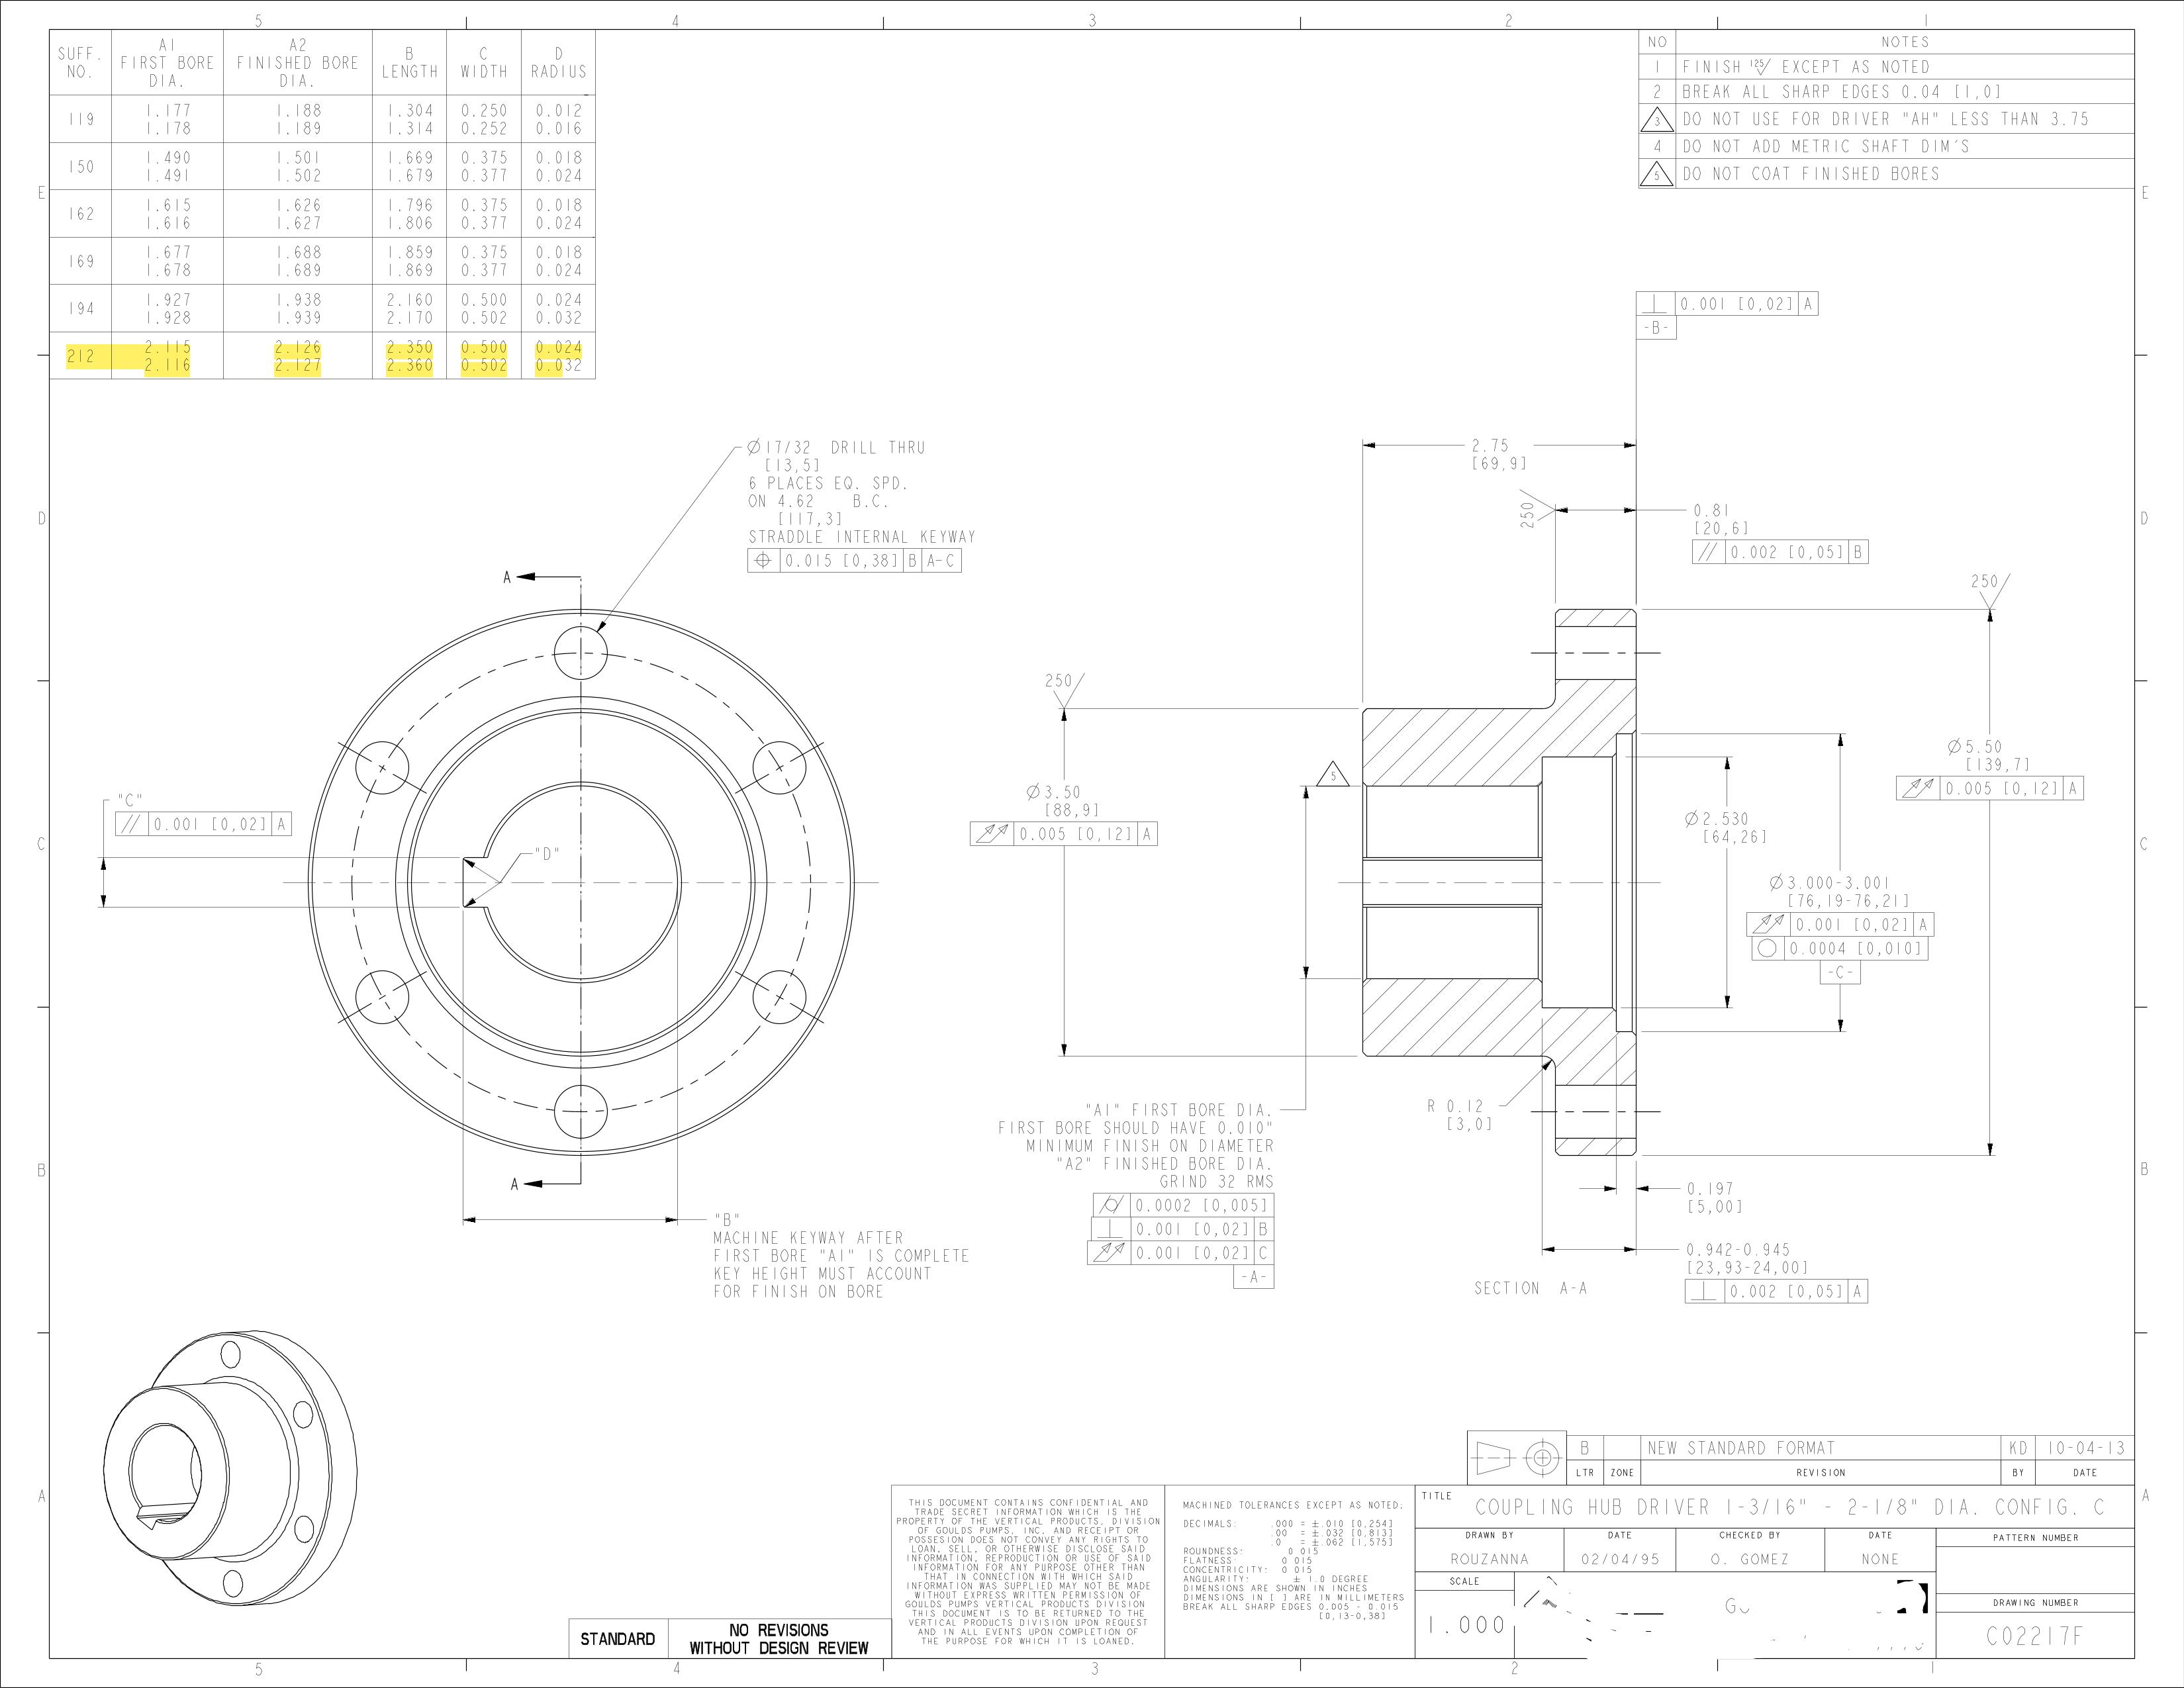 5 4 3 2 1
SUFF. NO. A1 FIRST BORE DIA. A2 FINISHED BORE DIA. B LENGTH C WIDTH D RADIUS
119 1.177 1.178 1.188 1.189 1.304 1.314 0.250 0.252 0.012 0.016
150 1.490 1.491 1.501 1.502 1.669 1.679 0.375 0.377 0.018 0.024
162 1.615 1.616 1.626 1.627 1.796 1.806 0.375 0.377 0.018 0.024
169 1.677 1.678 1.688 1.689 1.859 1.869 0.375 0.377 0.018 0.024
194 1.927 1.928 1.938 1.939 2.160 2.170 0.500 0.502 0.024 0.032
212 2.115 2.116 2.126 2.127 2.350 2.360 0.500 0.502 0.024 0.032
NO NOTES
1 FINISH 125 EXCEPT AS NOTED
2 BREAK ALL SHARP EDGES 0.04 [1,0]
3 DO NOT USE FOR DRIVER "AH" LESS THAN 3.75
4 DO NOT ADD METRIC SHAFT DIM'S
5 DO NOT COAT FINISHED BORES
E E
D D
C C
B B
A A
⊥ 0.001 [0,02] A
-B-
Ø17/32 DRILL THRU
[13,5]
6 PLACES EQ. SPD.
ON 4.62 B.C.
[117,3]
STRADDLE INTERNAL KEYWAY
⌖ 0.015 [0,38] B A-C
A
A
"C"
// 0.001 [0,02] A
"D"
"B"
MACHINE KEYWAY AFTER
FIRST BORE "A1" IS COMPLETE
KEY HEIGHT MUST ACCOUNT
FOR FINISH ON BORE
2.75
[69,9]
250
0.81
[20,6]
// 0.002 [0,05] B
250
250
5
Ø3.50
[88,9]
0.005 [0,12] A
Ø5.50
[139,7]
0.005 [0,12] A
Ø2.530
[64,26]
Ø3.000-3.001
[76,19-76,21]
0.001 [0,02] A
○ 0.0004 [0,010]
-C-
"A1" FIRST BORE DIA.
FIRST BORE SHOULD HAVE 0.010"
MINIMUM FINISH ON DIAMETER
"A2" FINISHED BORE DIA.
GRIND 32 RMS
0.0002 [0,005]
⊥ 0.001 [0,02] B
0.001 [0,02] C
-A-
R 0.12
[3,0]
0.197
[5,00]
0.942-0.945
[23,93-24,00]
⊥ 0.002 [0,05] A
SECTION A-A
B NEW STANDARD FORMAT KD 10-04-13
LTR ZONE REVISION BY DATE
STANDARD
NO REVISIONS
WITHOUT DESIGN REVIEW
THIS DOCUMENT CONTAINS CONFIDENTIAL AND
TRADE SECRET INFORMATION WHICH IS THE
PROPERTY OF THE VERTICAL PRODUCTS, DIVISION
OF GOULDS PUMPS, INC. AND RECEIPT OR
POSSESION DOES NOT CONVEY ANY RIGHTS TO
LOAN, SELL, OR OTHERWISE DISCLOSE SAID
INFORMATION, REPRODUCTION OR USE OF SAID
INFORMATION FOR ANY PURPOSE OTHER THAN
THAT IN CONNECTION WITH WHICH SAID
INFORMATION WAS SUPPLIED MAY NOT BE MADE
WITHOUT EXPRESS WRITTEN PERMISSION OF
GOULDS PUMPS VERTICAL PRODUCTS DIVISION
THIS DOCUMENT IS TO BE RETURNED TO THE
VERTICAL PRODUCTS DIVISION UPON REQUEST
AND IN ALL EVENTS UPON COMPLETION OF
THE PURPOSE FOR WHICH IT IS LOANED.
MACHINED TOLERANCES EXCEPT AS NOTED.
DECIMALS: .000 = ±.010 [0,254]
.00 = ±.032 [0,813]
.0 = ±.062 [1,575]
ROUNDNESS: 0.015
FLATNESS: 0.015
CONCENTRICITY: 0.015
ANGULARITY: ± 1.0 DEGREE
DIMENSIONS ARE SHOWN IN INCHES
DIMENSIONS IN [ ] ARE IN MILLIMETERS
BREAK ALL SHARP EDGES 0.005 - 0.015
[0,13-0,38]
TITLE COUPLING HUB DRIVER 1-3/16" - 2-1/8" DIA. CONFIG. C
DRAWN BY DATE CHECKED BY DATE PATTERN NUMBER
ROUZANNA 02/04/95 O. GOMEZ NONE
SCALE
1.000
DRAWING NUMBER
C02217F
5 4 3 2 1